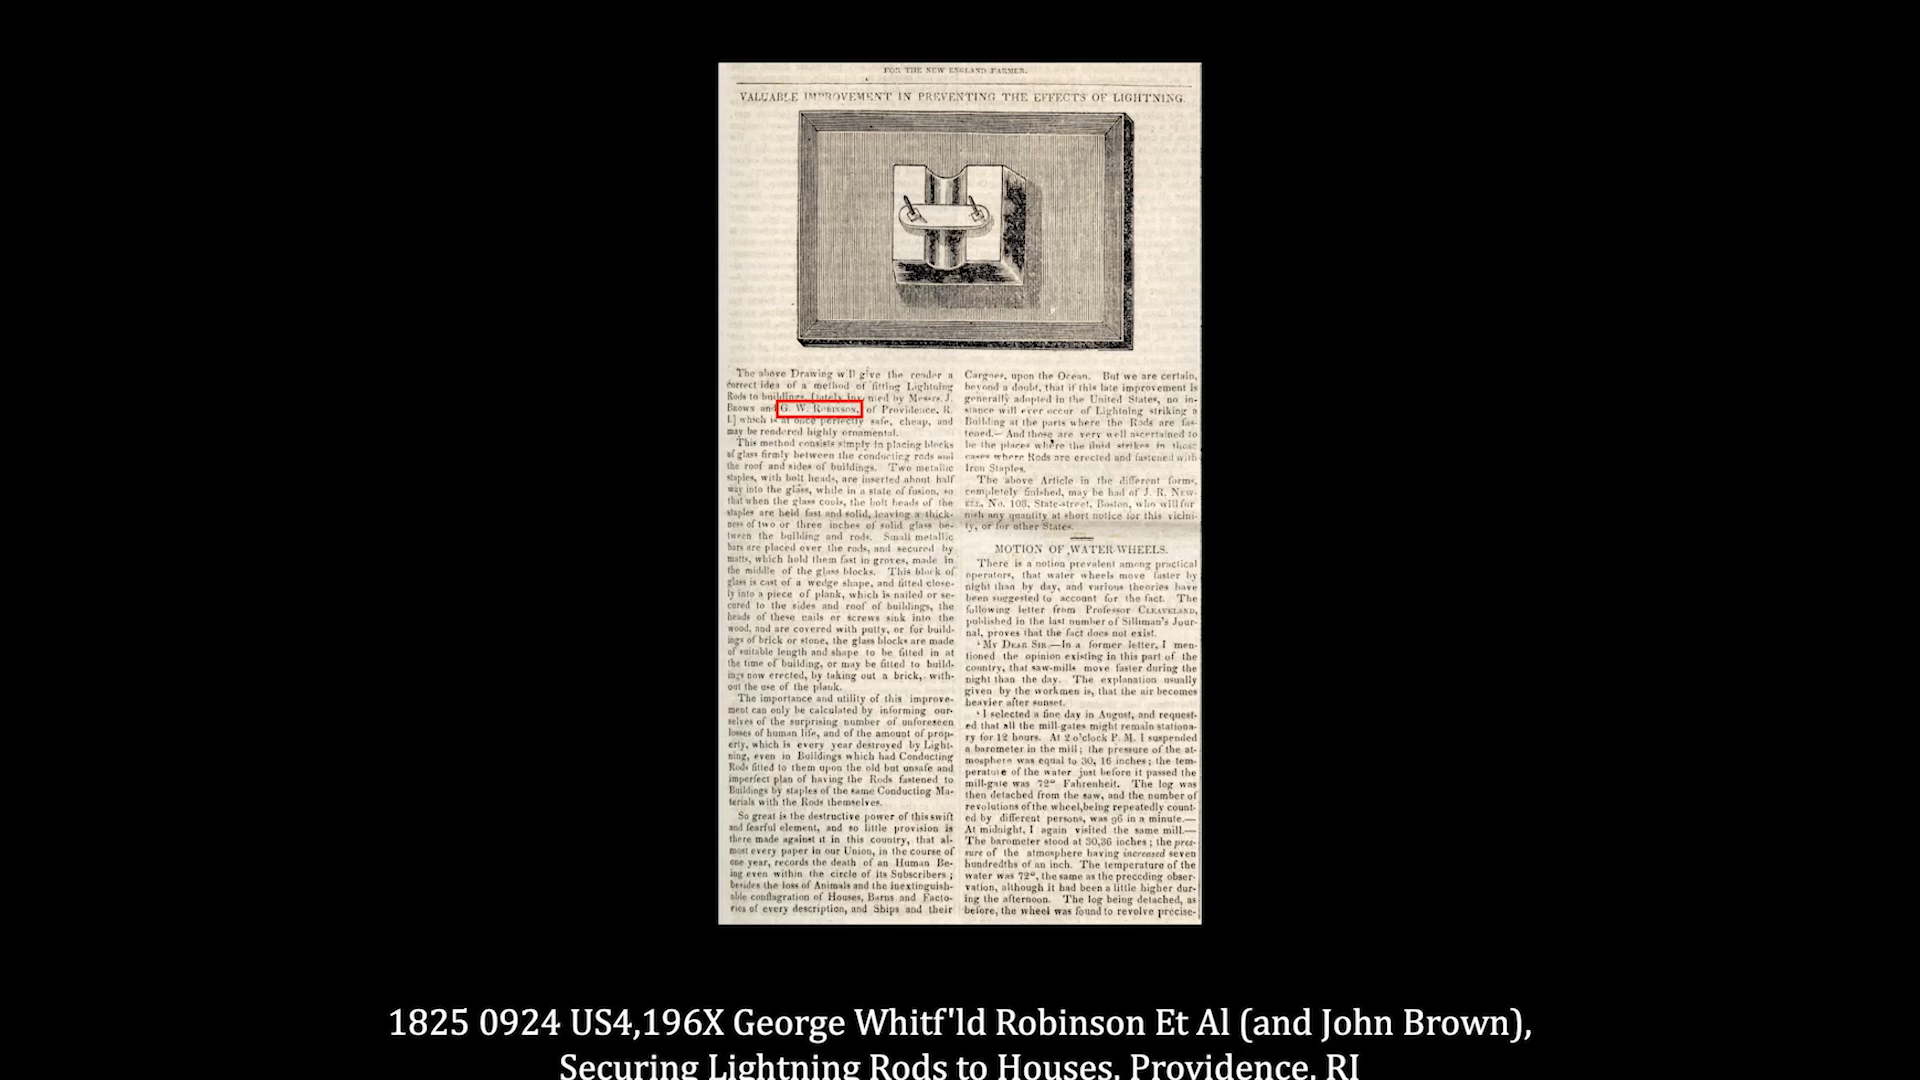 FOR THE NEW ENGLAND FARMER.
VALUABLE IMPROVEMENT IN PREVENTING THE EFFECTS OF LIGHTNING.
The above Drawing will give the reader a
correct idea of a method of fitting Lightning
Rods to buildings, [lately invented by Messrs. J.
Brown and G. W. ROBINSON, of Providence, R.
I.] which is at once perfectly safe, cheap, and
may be rendered highly ornamental.
This method consists simply in placing blocks
of glass firmly between the conducting rods and
the roof and sides of buildings. Two metallic
staples, with bolt heads, are inserted about half
way into the glass, while in a state of fusion, so
that when the glass cools, the bolt heads of the
staples are held fast and solid, leaving a thick-
ness of two or three inches of solid glass be-
tween the building and rods. Small metallic
bars are placed over the rods, and secured by
nutts, which hold them fast in groves, made in
the middle of the glass blocks. This block of
glass is cast of a wedge shape, and fitted close-
ly into a piece of plank, which is nailed or se-
cured to the sides and roof of buildings, the
heads of these nails or screws sink into the
wood, and are covered with putty, or for build-
ings of brick or stone, the glass blocks are made
of suitable length and shape to be fitted in at
the time of building, or may be fitted to build-
ings now erected, by taking out a brick, with-
out the use of the plank.
The importance and utility of this improve-
ment can only be calculated by informing our-
selves of the surprising number of unforeseen
losses of human life, and of the amount of prop-
erty, which is every year destroyed by Light-
ning, even in Buildings which had Conducting
Rods fitted to them upon the old but unsafe and
imperfect plan of having the Rods fastened to
Buildings by staples of the same Conducting Ma-
terials with the Rods themselves.
So great is the destructive power of this swift
and fearful element, and so little provision is
there made against it in this country, that al-
most every paper in our Union, in the course of
one year, records the death of an Human Be-
ing even within the circle of its Subscribers ;
besides the loss of Animals and the inextinguish-
able conflagration of Houses, Barns and Facto-
ries of every description, and Ships and their
Cargoes, upon the Ocean. But we are certain,
beyond a doubt, that if this late improvement is
generally adopted in the United States, no in-
stance will ever occur of Lightning striking a
Building at the parts where the Rods are fas-
tened.— And those are very well ascertained to
be the places where the fluid strikes in those
cases where Rods are erected and fastened with
Iron Staples.
The above Article in the different forms,
completely finished, may be had of J. R. NEW-
ELL, No. 108, State-street, Boston, who will fur
nish any quantity at short notice for this vicini-
ty, or for other States.
MOTION OF WATER WHEELS.
There is a notion prevalent among practical
operators, that water wheels move faster by
night than by day, and various theories have
been suggested to account for the fact. The
following letter from Professor CLEAVELAND,
published in the last number of Silliman's Jour-
nal, proves that the fact does not exist.
'MY DEAR SIR.—In a former letter, I men-
tioned the opinion existing in this part of the
country, that saw-mills move faster during the
night than the day. The explanation usually
given by the workmen is, that the air becomes
heavier after sunset.
'I selected a fine day in August, and request-
ed that all the mill-gates might remain stationa-
ry for 12 hours. At 2 o'clock P. M. I suspended
a barometer in the mill ; the pressure of the at-
mosphere was equal to 30, 16 inches ; the tem-
perature of the water just before it passed the
mill-gate was 72° Fahrenheit. The log was
then detached from the saw, and the number of
revolutions of the wheel,being repeatedly count-
ed by different persons, was 96 in a minute.—
At midnight, I again visited the same mill.—
The barometer stood at 30,36 inches ; the pres-
sure of the atmosphere having increased seven
hundredths of an inch. The temperature of the
water was 72°, the same as the preceding obser-
vation, although it had been a little higher dur-
ing the afternoon. The log being detached, as
before, the wheel was found to revolve precise-
1825 0924 US4,196X George Whitf'ld Robinson Et Al (and John Brown),
Securing Lightning Rods to Houses, Providence, RI